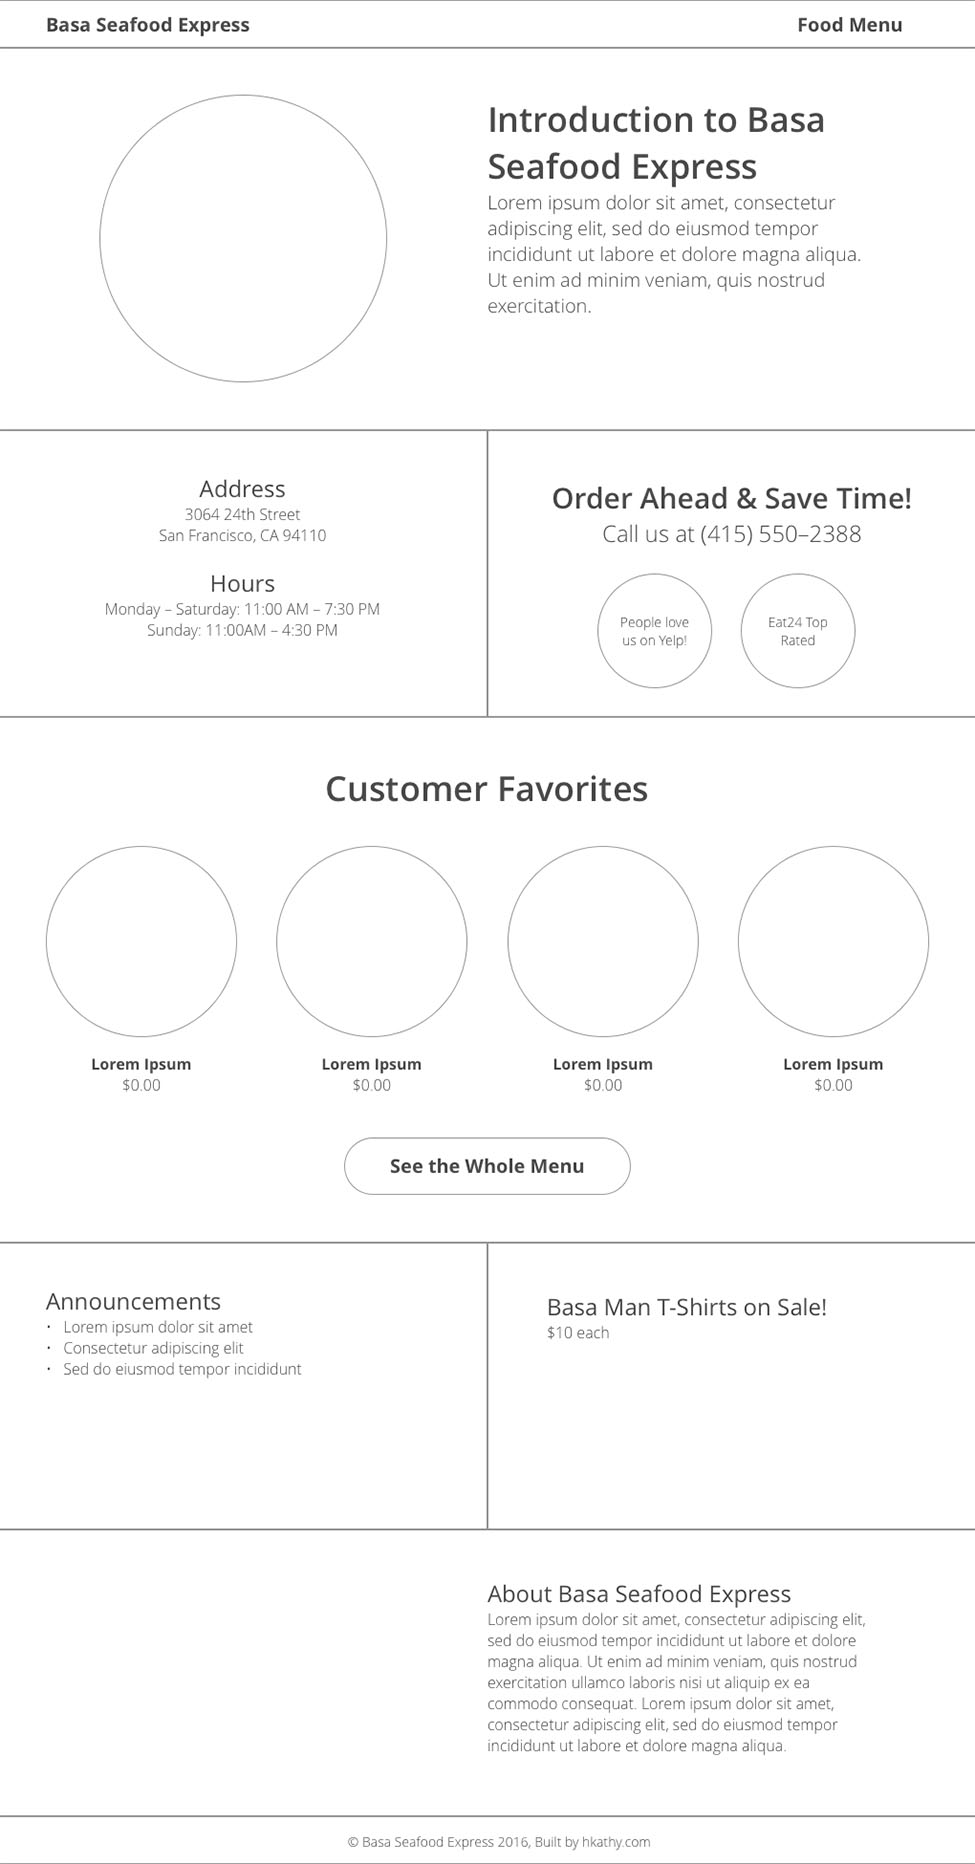 Basa Seafood Express
Food Menu
Introduction to Basa
Seafood Express
Lorem ipsum dolor sit amet, consectetur
adipiscing elit, sed do eiusmod tempor
incididunt ut labore et dolore magna aliqua.
Ut enim ad minim veniam, quis nostrud
exercitation.
Address
3064 24th Street
San Francisco, CA 94110
Hours
Monday – Saturday: 11:00 AM – 7:30 PM
Sunday: 11:00AM – 4:30 PM
Order Ahead & Save Time!
Call us at (415) 550–2388
People love
us on Yelp!
Eat24 Top
Rated
Customer Favorites
Lorem Ipsum
$0.00
Lorem Ipsum
$0.00
Lorem Ipsum
$0.00
Lorem Ipsum
$0.00
See the Whole Menu
Announcements
• Lorem ipsum dolor sit amet
• Consectetur adipiscing elit
• Sed do eiusmod tempor incididunt
Basa Man T-Shirts on Sale!
$10 each
About Basa Seafood Express
Lorem ipsum dolor sit amet, consectetur adipiscing elit,
sed do eiusmod tempor incididunt ut labore et dolore
magna aliqua. Ut enim ad minim veniam, quis nostrud
exercitation ullamco laboris nisi ut aliquip ex ea
commodo consequat. Lorem ipsum dolor sit amet,
consectetur adipiscing elit, sed do eiusmod tempor
incididunt ut labore et dolore magna aliqua.
© Basa Seafood Express 2016, Built by hkathy.com